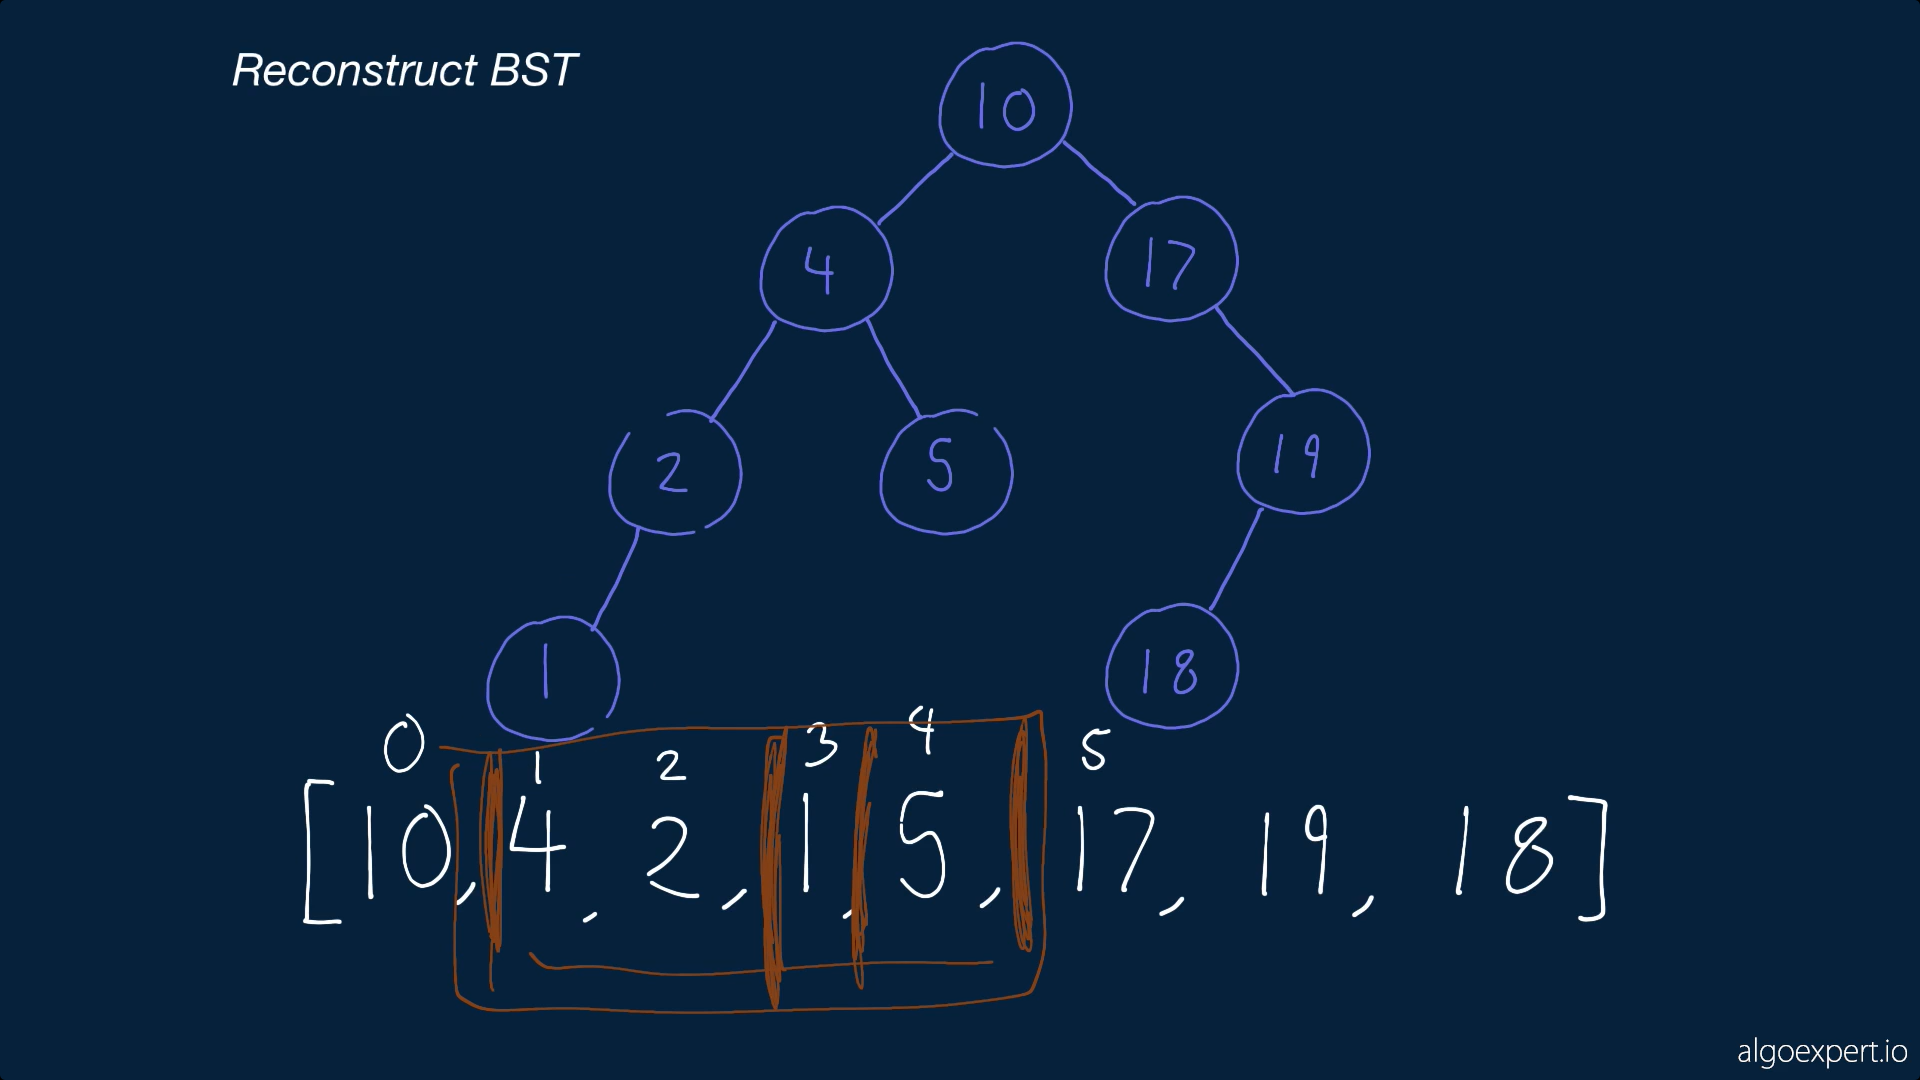 Reconstruct BST
10
4 17
2 5 19
1 18
0 1 2 3 4 5
[10, 4, 2, 1, 5, 17, 19, 18]
algoexpert.io